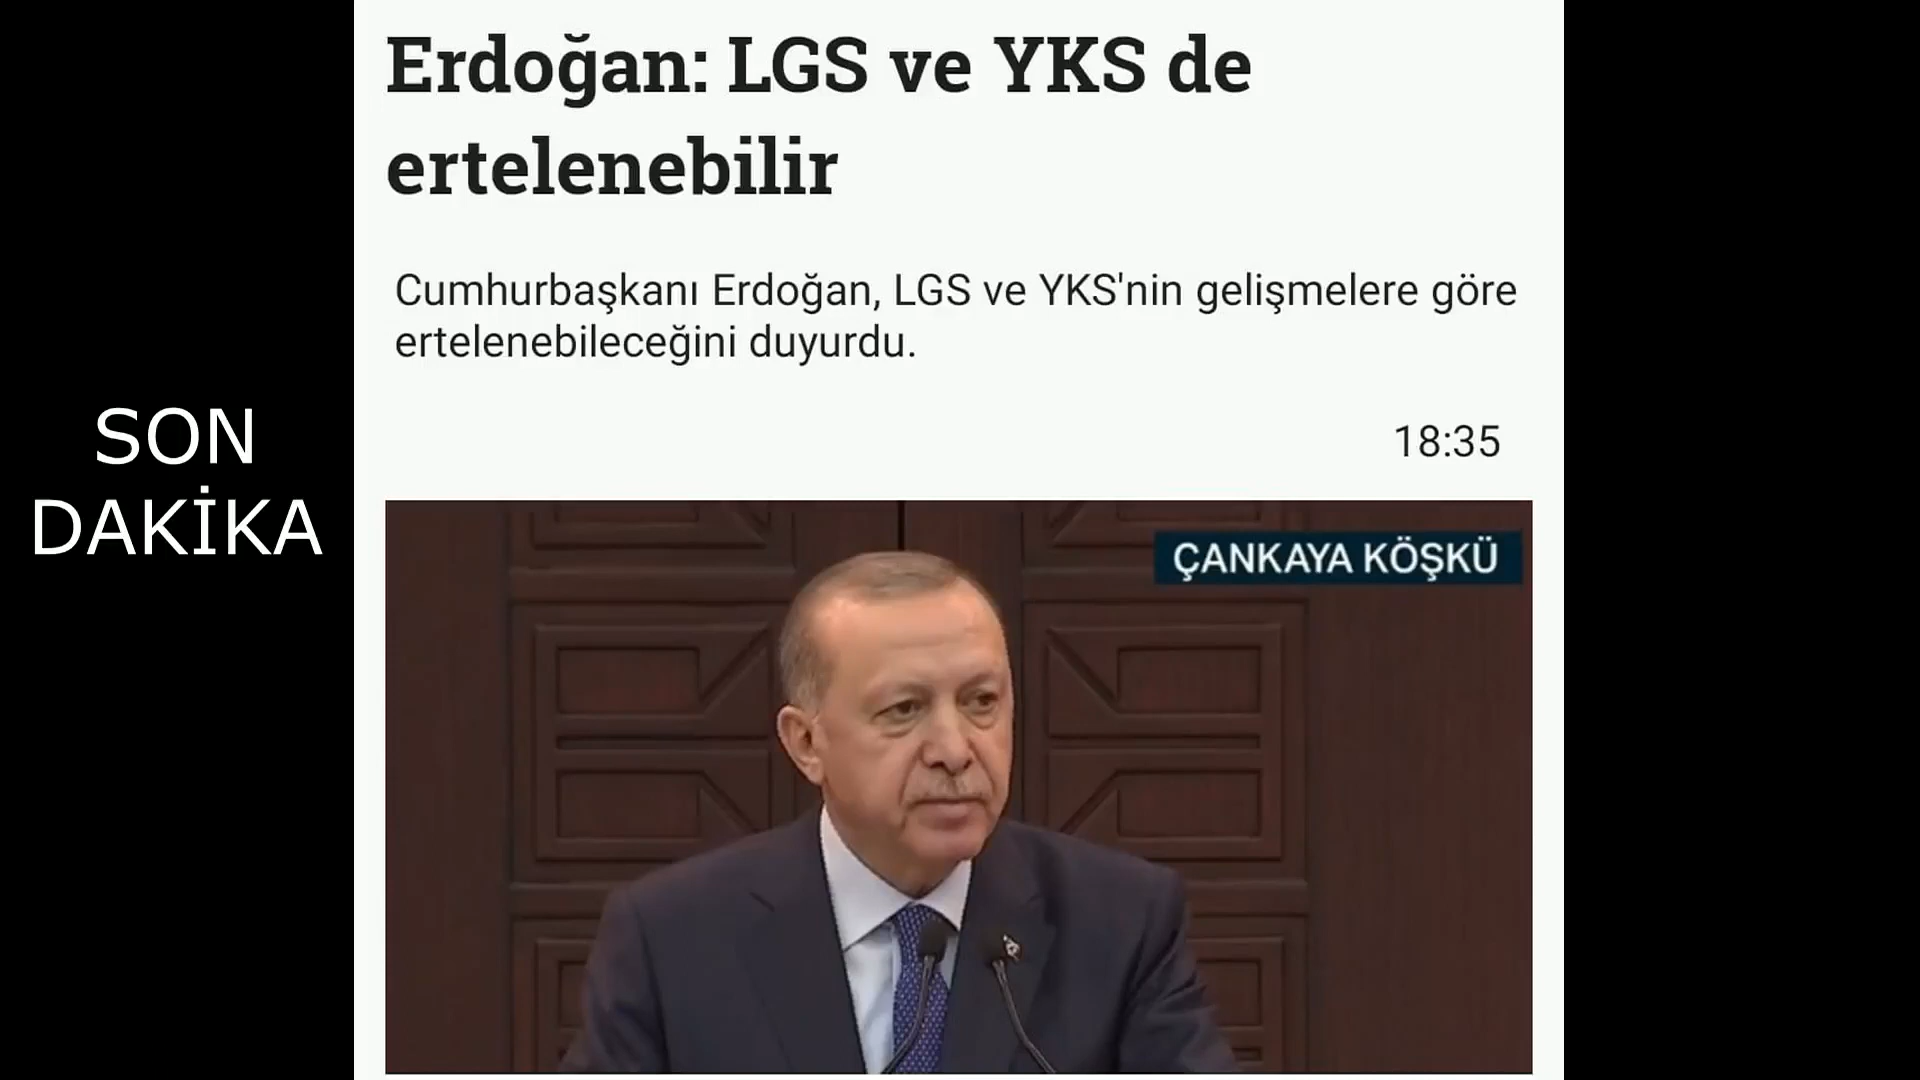 Erdoğan: LGS ve YKS de
ertelenebilir
Cumhurbaşkanı Erdoğan, LGS ve YKS'nin gelişmelere göre
ertelenebileceğini duyurdu.
18:35
SON
DAKİKA
ÇANKAYA KÖŞKÜ